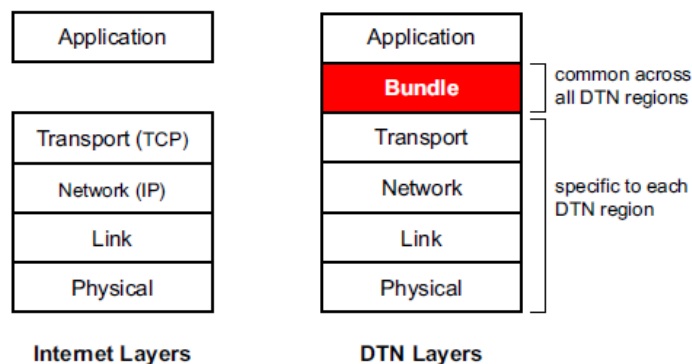 Application
Transport (TCP)
Network (IP)
Link
Physical
Internet Layers
Application
Bundle
Transport
Network
Link
Physical
DTN Layers
common across
all DTN regions
specific to each
DTN region